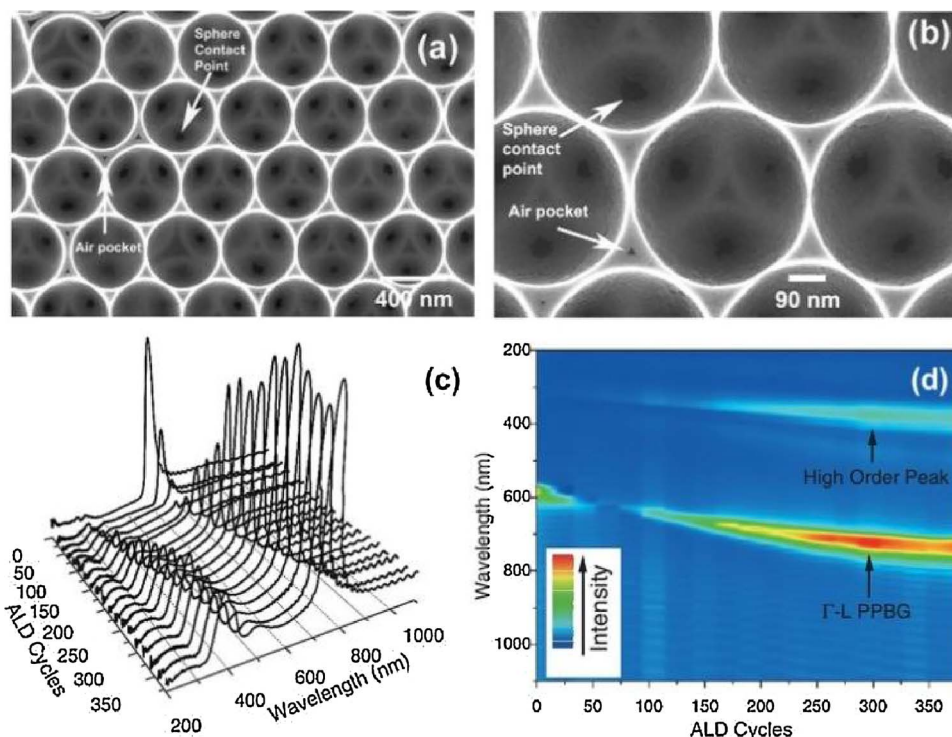 (a)
Sphere
Contact
Point
Air pocket
400 nm
(b)
Sphere
contact
point
Air pocket
90 nm
(c)
0
50
100
150
200
250
300
350
ALD Cycles
200
400
600
800
1000
Wavelength (nm)
(d)
200
400
600
800
1000
Wavelength (nm)
High Order Peak
Γ-L PPBG
Intensity
0 50 100 150 200 250 300 350
ALD Cycles